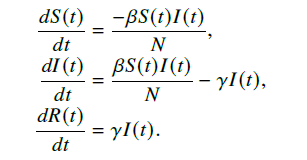 dS(t)/dt = -βS(t)I(t)/N,
dI(t)/dt = βS(t)I(t)/N - γI(t),
dR(t)/dt = γI(t).